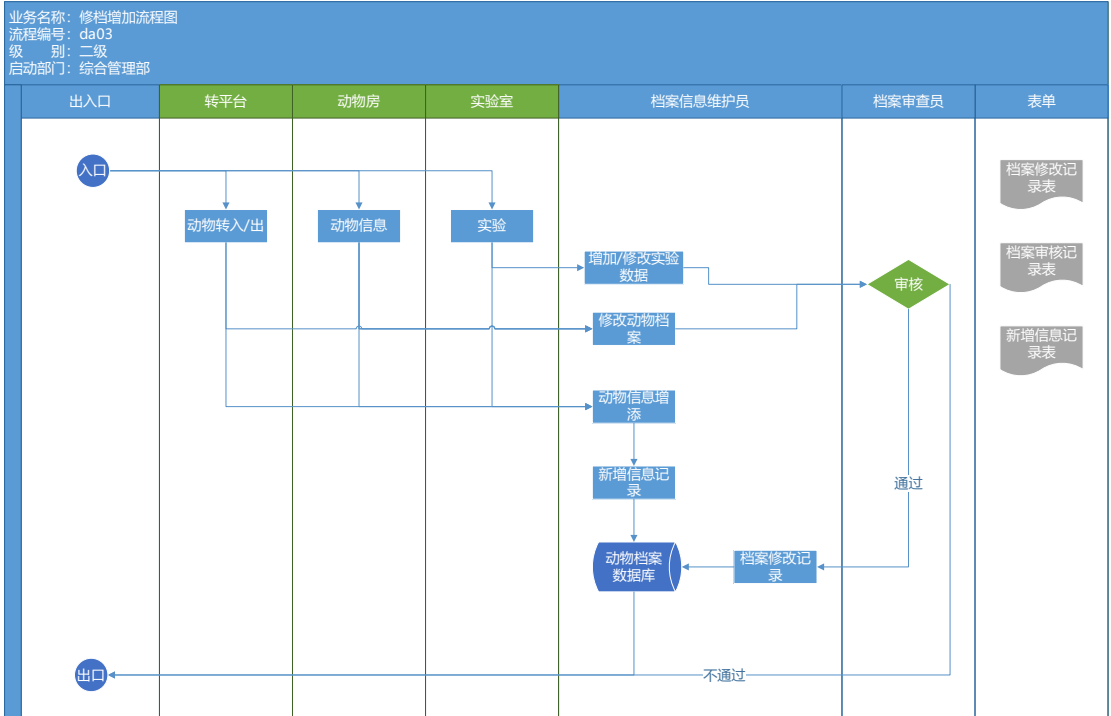 业务名称：修档增加流程图
流程编号：da03
级　　别：二级
启动部门：综合管理部
出入口
转平台
动物房
实验室
档案信息维护员
档案审查员
表单
入口
档案修改记
录表
动物转入/出
动物信息
实验
增加/修改实验
数据
审核
档案审核记
录表
修改动物档
案
新增信息记
录表
动物信息增
添
新增信息记
录
通过
动物档案
数据库
档案修改记
录
出口
不通过